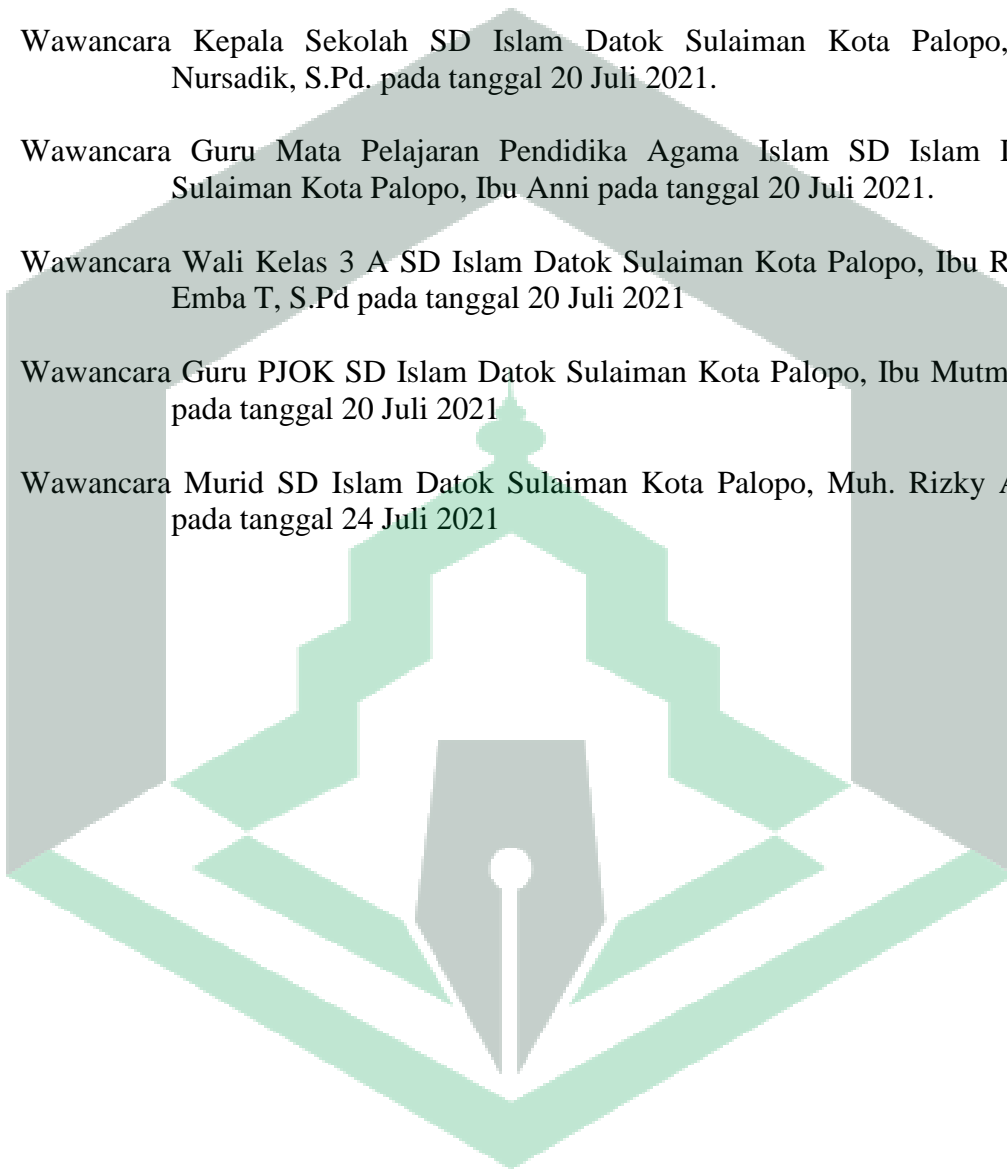 Wawancara Kepala Sekolah SD Islam Datok Sulaiman Kota Palopo,
Nursadik, S.Pd. pada tanggal 20 Juli 2021.
Wawancara Guru Mata Pelajaran Pendidika Agama Islam SD Islam
Sulaiman Kota Palopo, Ibu Anni pada tanggal 20 Juli 2021.
Wawancara Wali Kelas 3 A SD Islam Datok Sulaiman Kota Palopo, Ibu
Emba T, S.Pd pada tanggal 20 Juli 2021
Wawancara Guru PJOK SD Islam Datok Sulaiman Kota Palopo, Ibu
pada tanggal 20 Juli 2021
Wawancara Murid SD Islam Datok Sulaiman Kota Palopo, Muh. Rizky
pada tanggal 24 Juli 2021